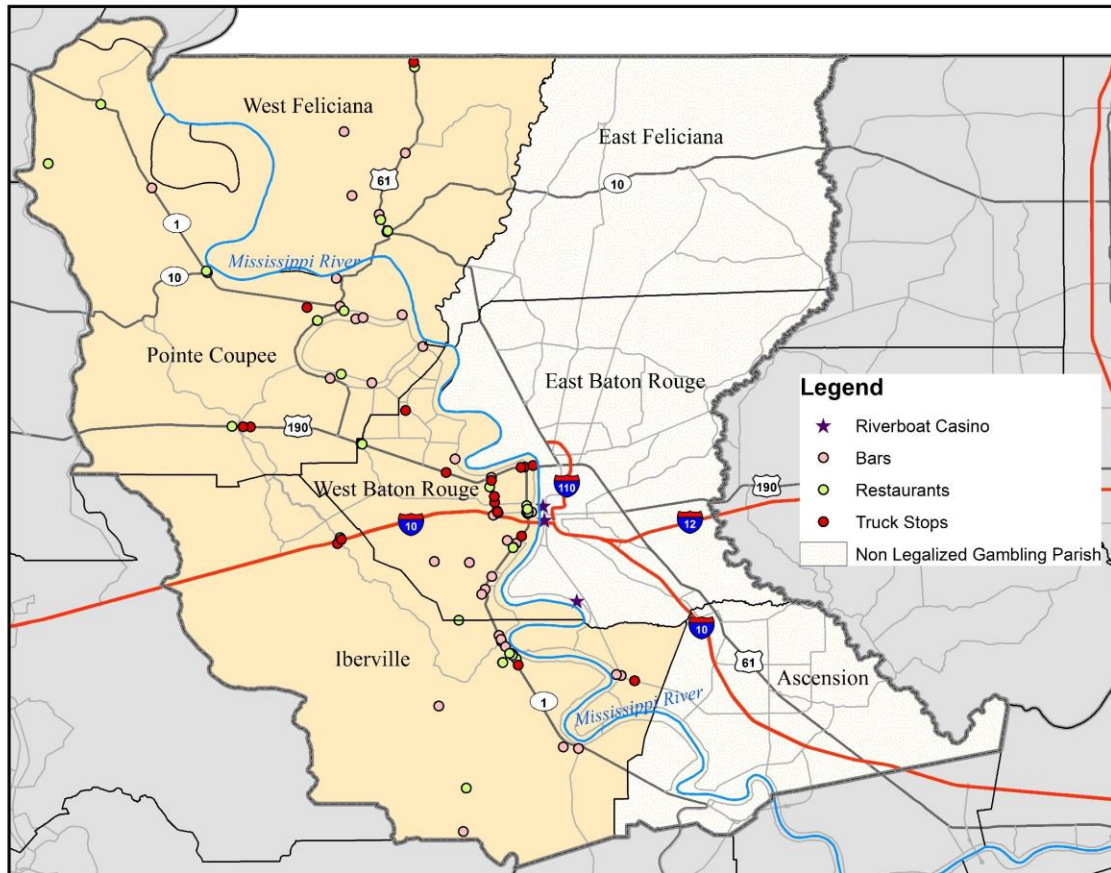 West Feliciana
East Feliciana
61
10
1
Mississippi River
10
Pointe Coupee
East Baton Rouge
Legend
Riverboat Casino
Bars
Restaurants
Truck Stops
Non Legalized Gambling Parish
190
West Baton Rouge
110
190
10
12
Iberville
10
61
Ascension
1
Mississippi River